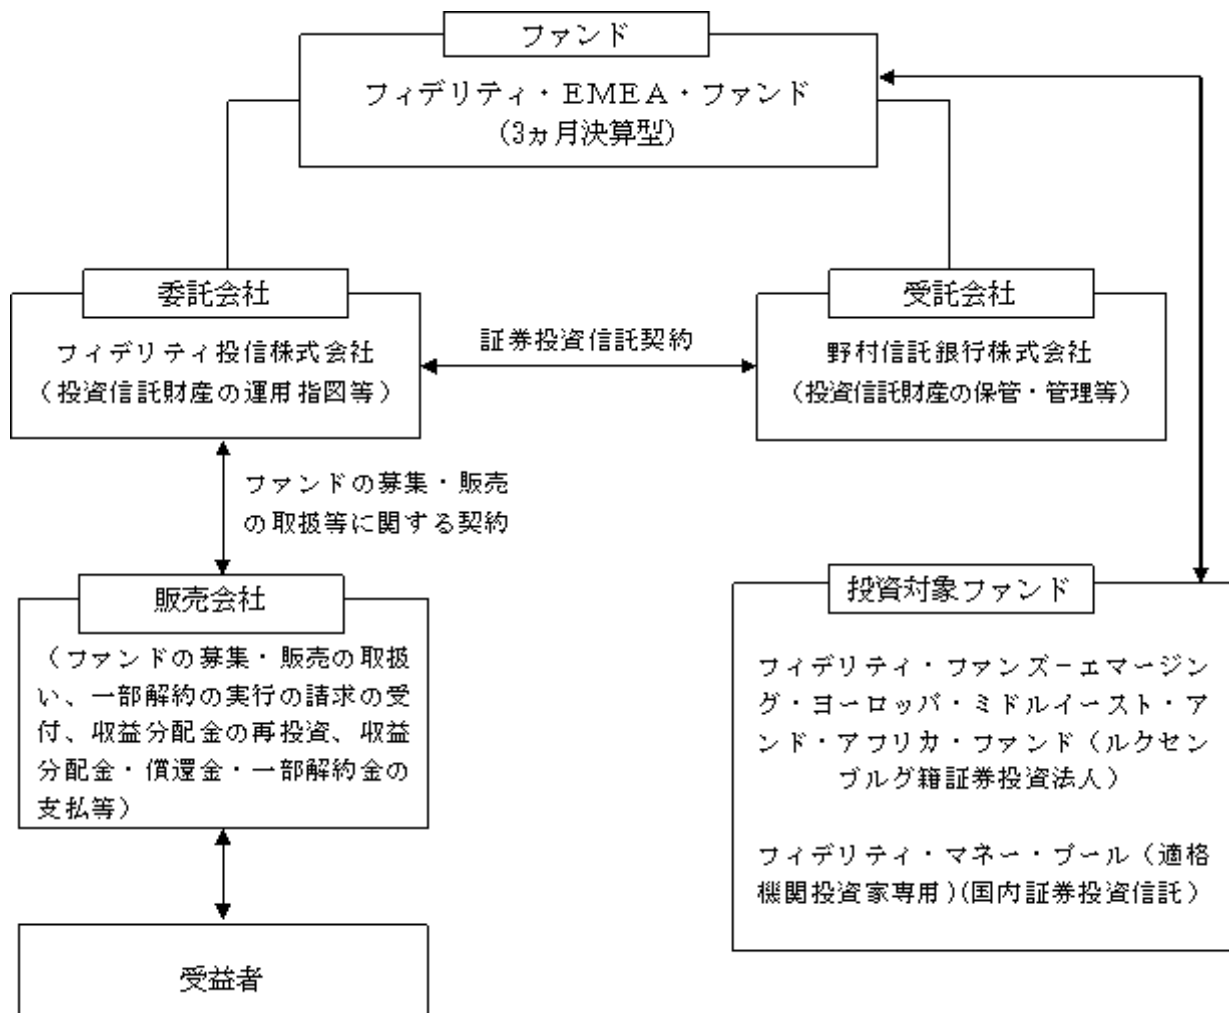 ファンド
フィデリティ・ＥＭＥＡ・ファンド
（3ヵ月決算型）
委託会社
フィデリティ投信株式会社
（投資信託財産の運用指図等）
証券投資信託契約
受託会社
野村信託銀行株式会社
（投資信託財産の保管・管理等）
ファンドの募集・販売
の取扱等に関する契約
販売会社
（ファンドの募集・販売の取扱
い、一部解約の実行の請求の受
付、収益分配金の再投資、収益
分配金・償還金・一部解約金の
支払等）
投資対象ファンド
フィデリティ・ファンズ－エマージン
グ・ヨーロッパ・ミドルイースト・ア
ンド・アフリカ・ファンド（ルクセン
ブルグ籍証券投資法人）
フィデリティ・マネー・プール（適格
機関投資家専用）（国内証券投資信託）
受益者